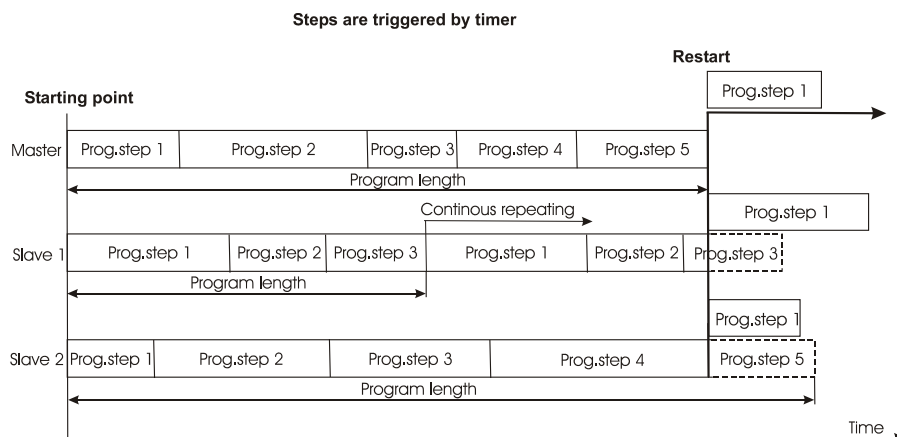 Steps are triggered by timer
Restart
Prog.step 1
Starting point
Master Prog.step 1 Prog.step 2 Prog.step 3 Prog.step 4 Prog.step 5
Program length
Continous repeating
Prog.step 1
Slave 1 Prog.step 1 Prog.step 2 Prog.step 3 Prog.step 1 Prog.step 2 Prog.step 3
Program length
Prog.step 1
Slave 2 Prog.step 1 Prog.step 2 Prog.step 3 Prog.step 4 Prog.step 5
Program length
Time